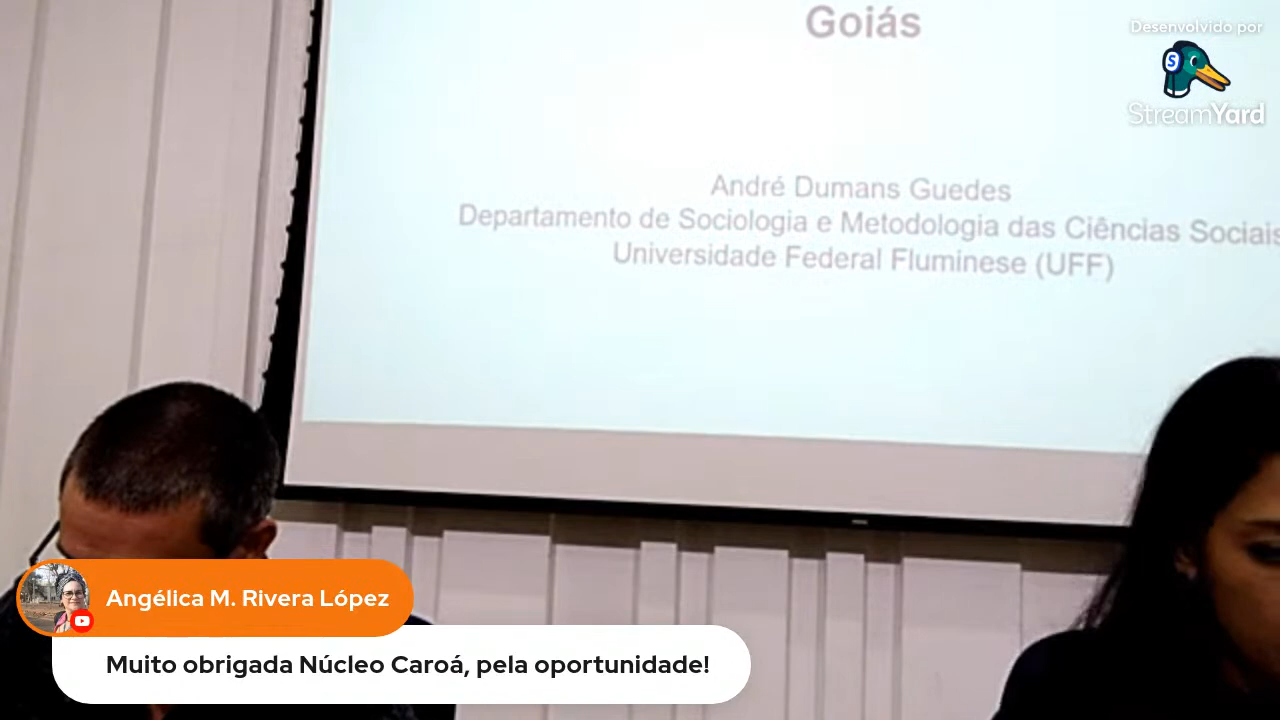 Goiás
Desenvolvido por
S
StreamYard
André Dumans Guedes
Departamento de Sociologia e Metodologia das Ciências Sociais
Universidade Federal Fluminese (UFF)
Angélica M. Rivera López
Muito obrigada Núcleo Caroá, pela oportunidade!